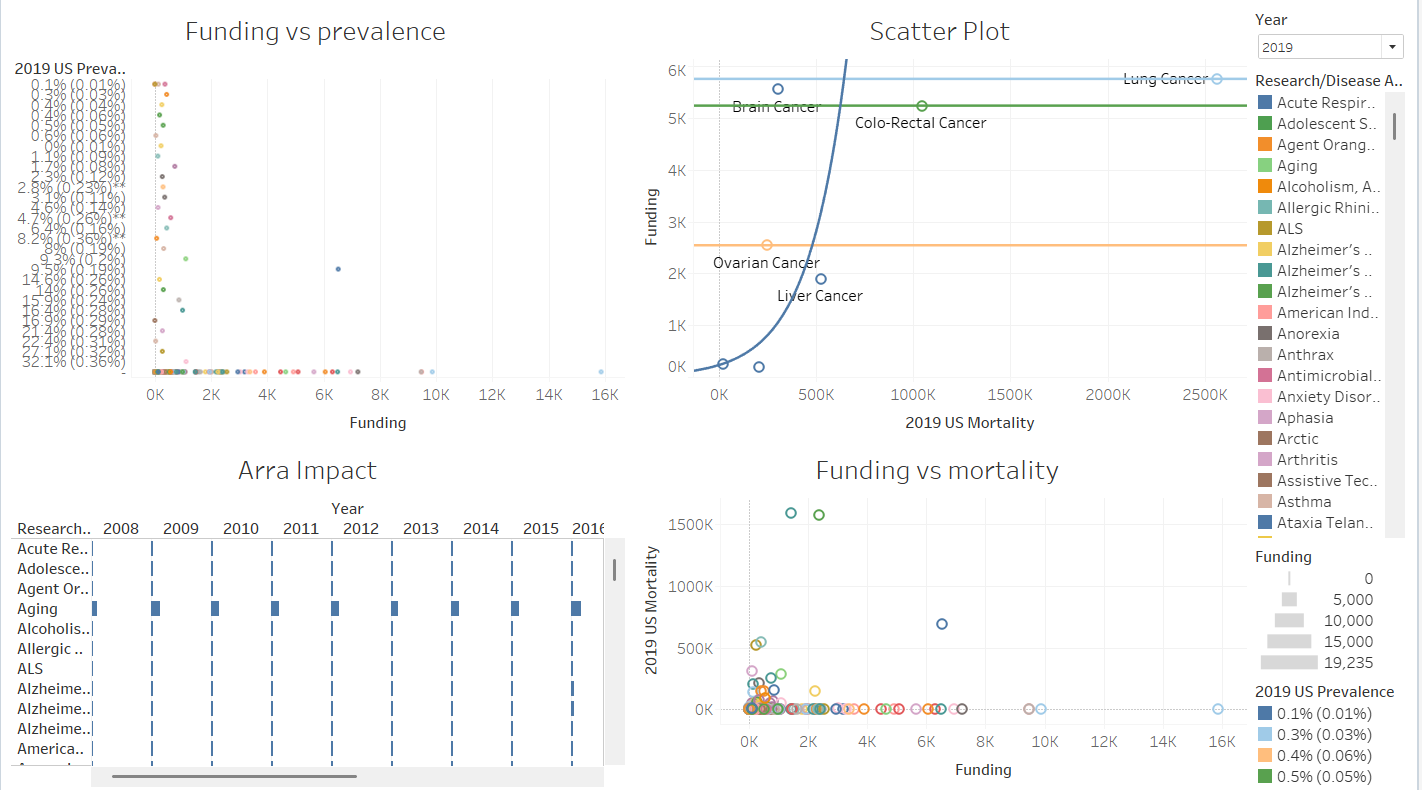 Funding vs prevalence
2019 US Preva..
0.1% (0.01%)
0.3% (0.03%)
0.4% (0.04%)
0.4% (0.06%)
0.5% (0.05%)
0.6% (0.06%)
0% (0.01%)
1.1% (0.09%)
1.7% (0.08%)
2.3% (0.12%)
2.8% (0.23%)**
3.1% (0.11%)
4.6% (0.14%)
4.7% (0.26%)**
6.4% (0.16%)
8.2% (0.36%)**
8% (0.19%)
9.3% (0.2%)
9.5% (0.19%)
14.6% (0.26%)
14% (0.26%)
15.9% (0.24%)
16.4% (0.28%)
16.9% (0.29%)
21.4% (0.28%)
22.4% (0.31%)
27.1% (0.32%)
32.1% (0.36%)
-
0K 2K 4K 6K 8K 10K 12K 14K 16K
Funding
Scatter Plot
6K
5K
4K
3K
2K
1K
0K
Funding
Lung Cancer
Brain Cancer
Colo-Rectal Cancer
Ovarian Cancer
Liver Cancer
0K 500K 1000K 1500K 2000K 2500K
2019 US Mortality
Arra Impact
Year
Research.. 2008 2009 2010 2011 2012 2013 2014 2015 2016
Acute Re..
Adolesce..
Agent Or..
Aging
Alcoholis..
Allergic ..
ALS
Alzheime..
Alzheime..
Alzheime..
America..
Funding vs mortality
1500K
1000K
500K
0K
2019 US Mortality
0K 2K 4K 6K 8K 10K 12K 14K 16K
Funding
Year
2019
Research/Disease A..
Acute Respir..
Adolescent S..
Agent Orang..
Aging
Alcoholism, A..
Allergic Rhini..
ALS
Alzheimer's ..
Alzheimer's ..
Alzheimer's ..
American Ind..
Anorexia
Anthrax
Antimicrobial..
Anxiety Disor..
Aphasia
Arctic
Arthritis
Assistive Tec..
Asthma
Ataxia Telan..
Funding
0
5,000
10,000
15,000
19,235
2019 US Prevalence
0.1% (0.01%)
0.3% (0.03%)
0.4% (0.06%)
0.5% (0.05%)